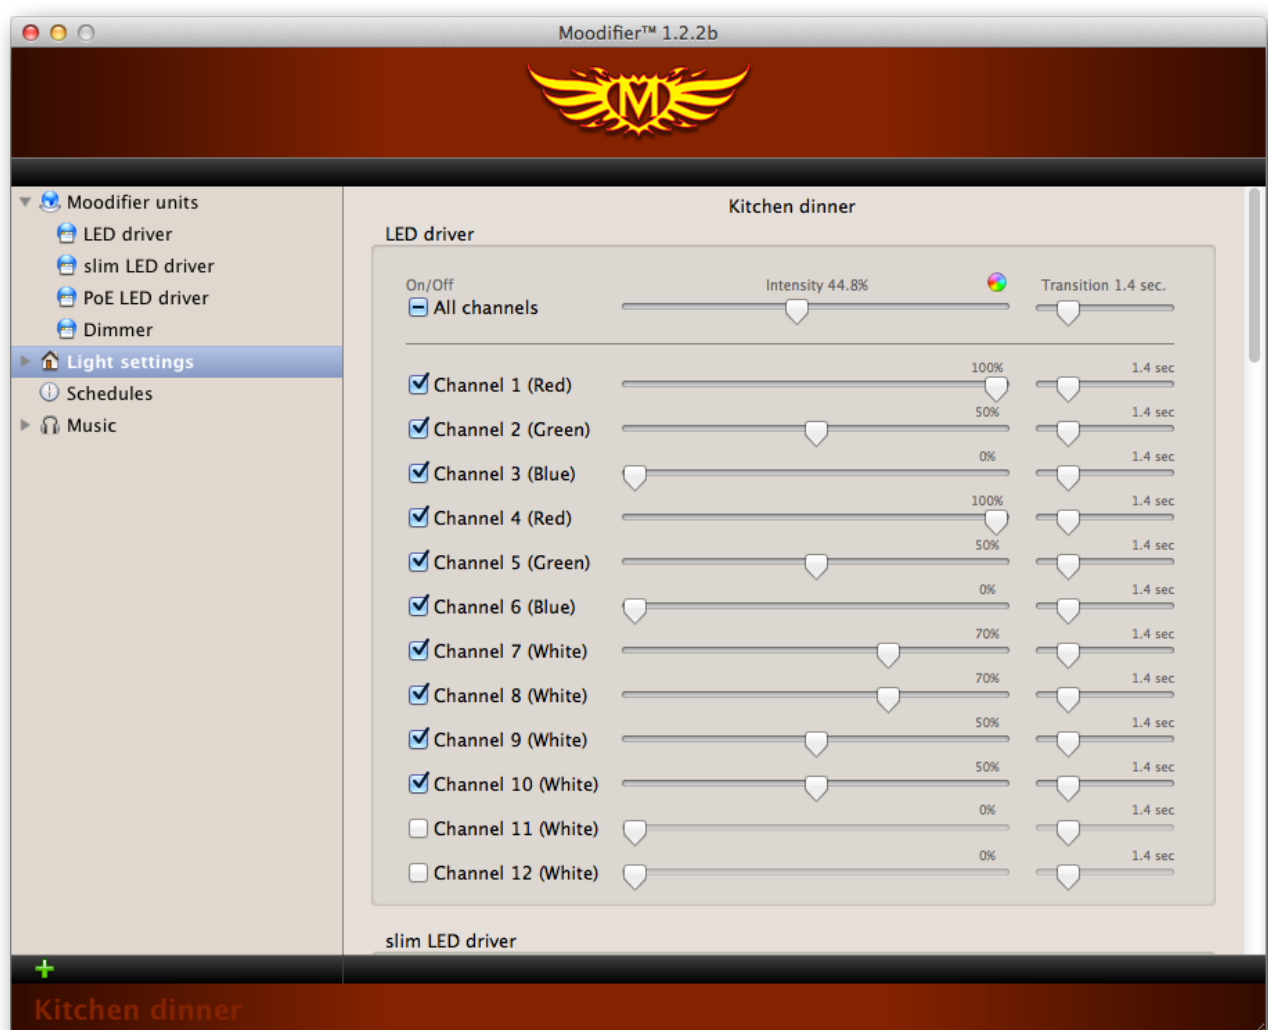 Moodifier™ 1.2.2b
M
Moodifier units
LED driver
slim LED driver
PoE LED driver
Dimmer
Light settings
Schedules
Music
Kitchen dinner
LED driver
On/Off Intensity 44.8% Transition 1.4 sec.
All channels
100% 1.4 sec
Channel 1 (Red)
50% 1.4 sec
Channel 2 (Green)
0% 1.4 sec
Channel 3 (Blue)
100% 1.4 sec
Channel 4 (Red)
50% 1.4 sec
Channel 5 (Green)
0% 1.4 sec
Channel 6 (Blue)
70% 1.4 sec
Channel 7 (White)
70% 1.4 sec
Channel 8 (White)
50% 1.4 sec
Channel 9 (White)
50% 1.4 sec
Channel 10 (White)
0% 1.4 sec
Channel 11 (White)
0% 1.4 sec
Channel 12 (White)
slim LED driver
Kitchen dinner